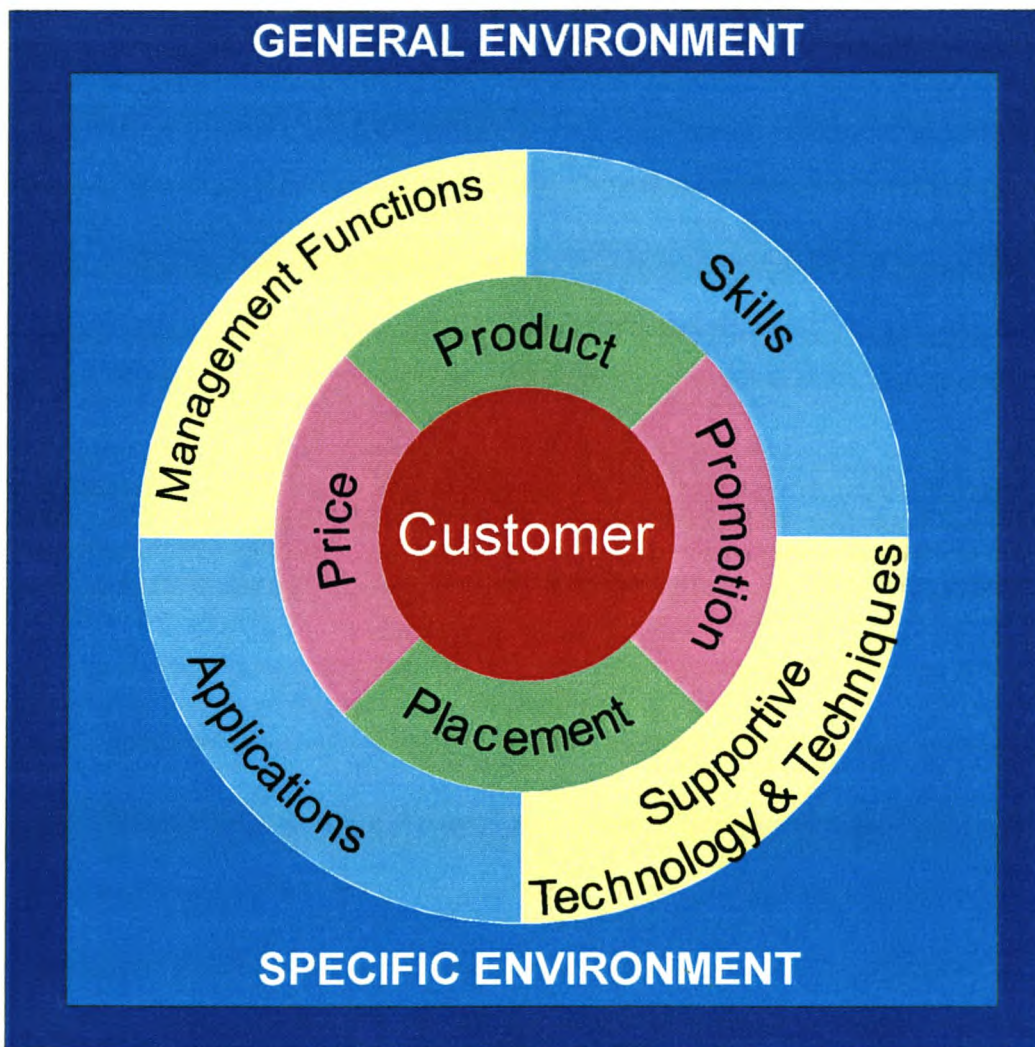 GENERAL ENVIRONMENT
Management Functions
Skills
Product
Price
Customer
Promotion
Placement
Applications
Supportive
Technology & Techniques
SPECIFIC ENVIRONMENT